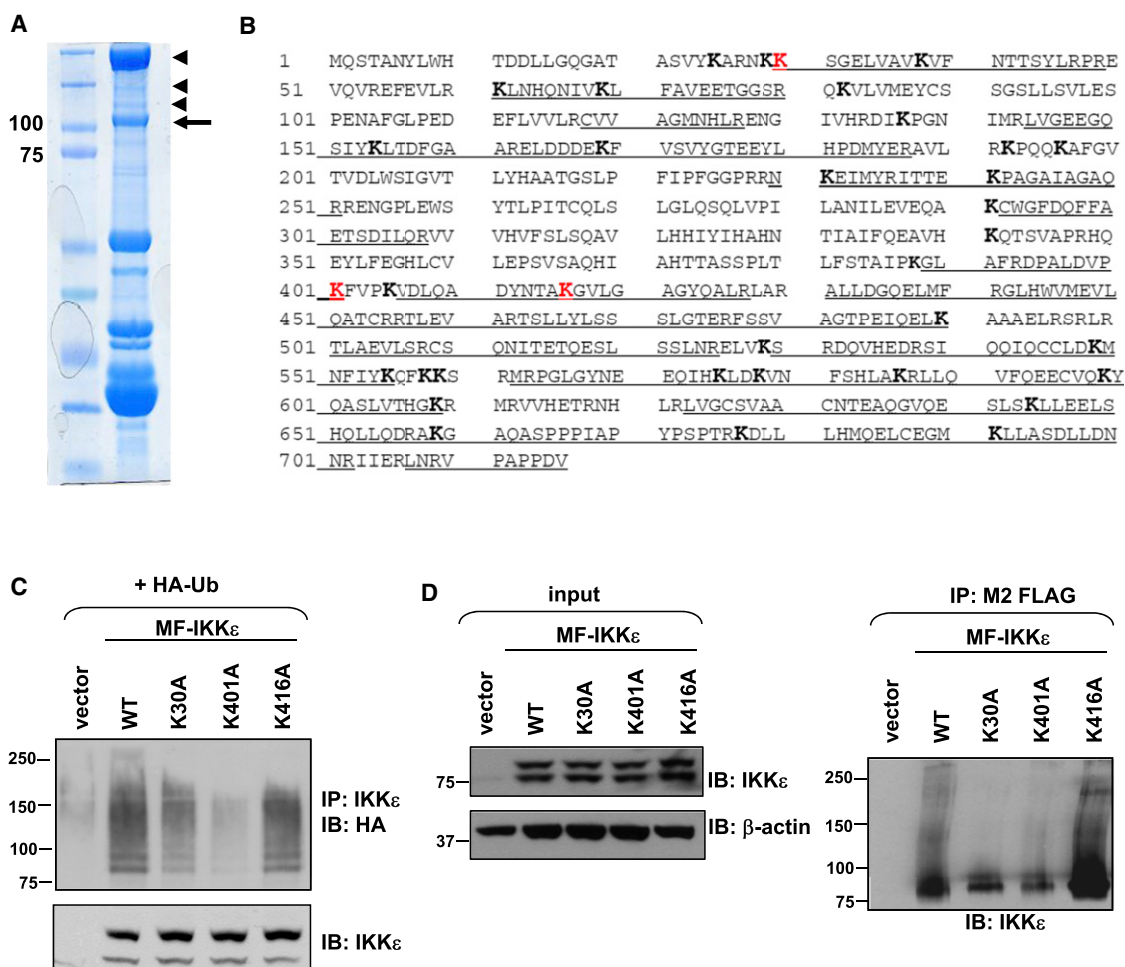 A
100
75
B
1 MQSTANYLWH TDDLLGQGAT ASVYKARNKK SGELVAVKVF NTTSYLRPRE
51 VQVREFEVLR KLNHQNIVKL FAVEETGGSR QKVLVMEYCS SGSLLSVLES
101 PENAFGLPED EFLVVLRCVV AGMNHLRENG IVHRDIKPGN IMRLVGEEGQ
151 SIYKLTDFGA ARELDDDEKF VSVYGTEEYL HPDMYERAVL RKPQQKAFGV
201 TVDLWSIGVT LYHAATGSLP FIPFGGPRRN KEIMYRITTE KPAGAIAGAQ
251 RRENGPLEWS YTLPITCQLS LGLQSQLVPI LANILEVEQA KCWGFDQFFA
301 ETSDILQRVV VHVFSLSQAV LHHIYIHAHN TIAIFQEAVH KQTSVAPRHQ
351 EYLFEGHLCV LEPSVSAQHI AHTTASSPLT LFSTAIPKGL AFRDPALDVP
401 KFVPKVDLQA DYNTAKGVLG AGYQALRLAR ALLDGQELMF RGLHWVMEVL
451 QATCRRTLEV ARTSLLYLSS SLGTERFSSV AGTPEIQELK AAAELRSRLR
501 TLAEVLSRCS QNITETQESL SSLNRELVKS RDQVHEDRSI QQIQCCLDKM
551 NFIYKQFKKS RMRPGLGYNE EQIHKLDKVN FSHLAKRLLQ VFQEECVQKY
601 QASLVTHGKR MRVVHETRNH LRLVGCSVAA CNTEAQGVQE SLSKLLEELS
651 HQLLQDRAKG AQASPPPIAP YPSPTRKDLL LHMQELCEGM KLLASDLLDN
701 NRIIERLNRV PAPPDV
C
+ HA-Ub
MF-IKKε
vector
WT
K30A
K401A
K416A
250
150
100
75
IP: IKKε
IB: HA
IB: IKKε
D
input
MF-IKKε
vector
WT
K30A
K401A
K416A
75
IB: IKKε
37
IB: β-actin
IP: M2 FLAG
MF-IKKε
vector
WT
K30A
K401A
K416A
250
150
100
75
IB: IKKε